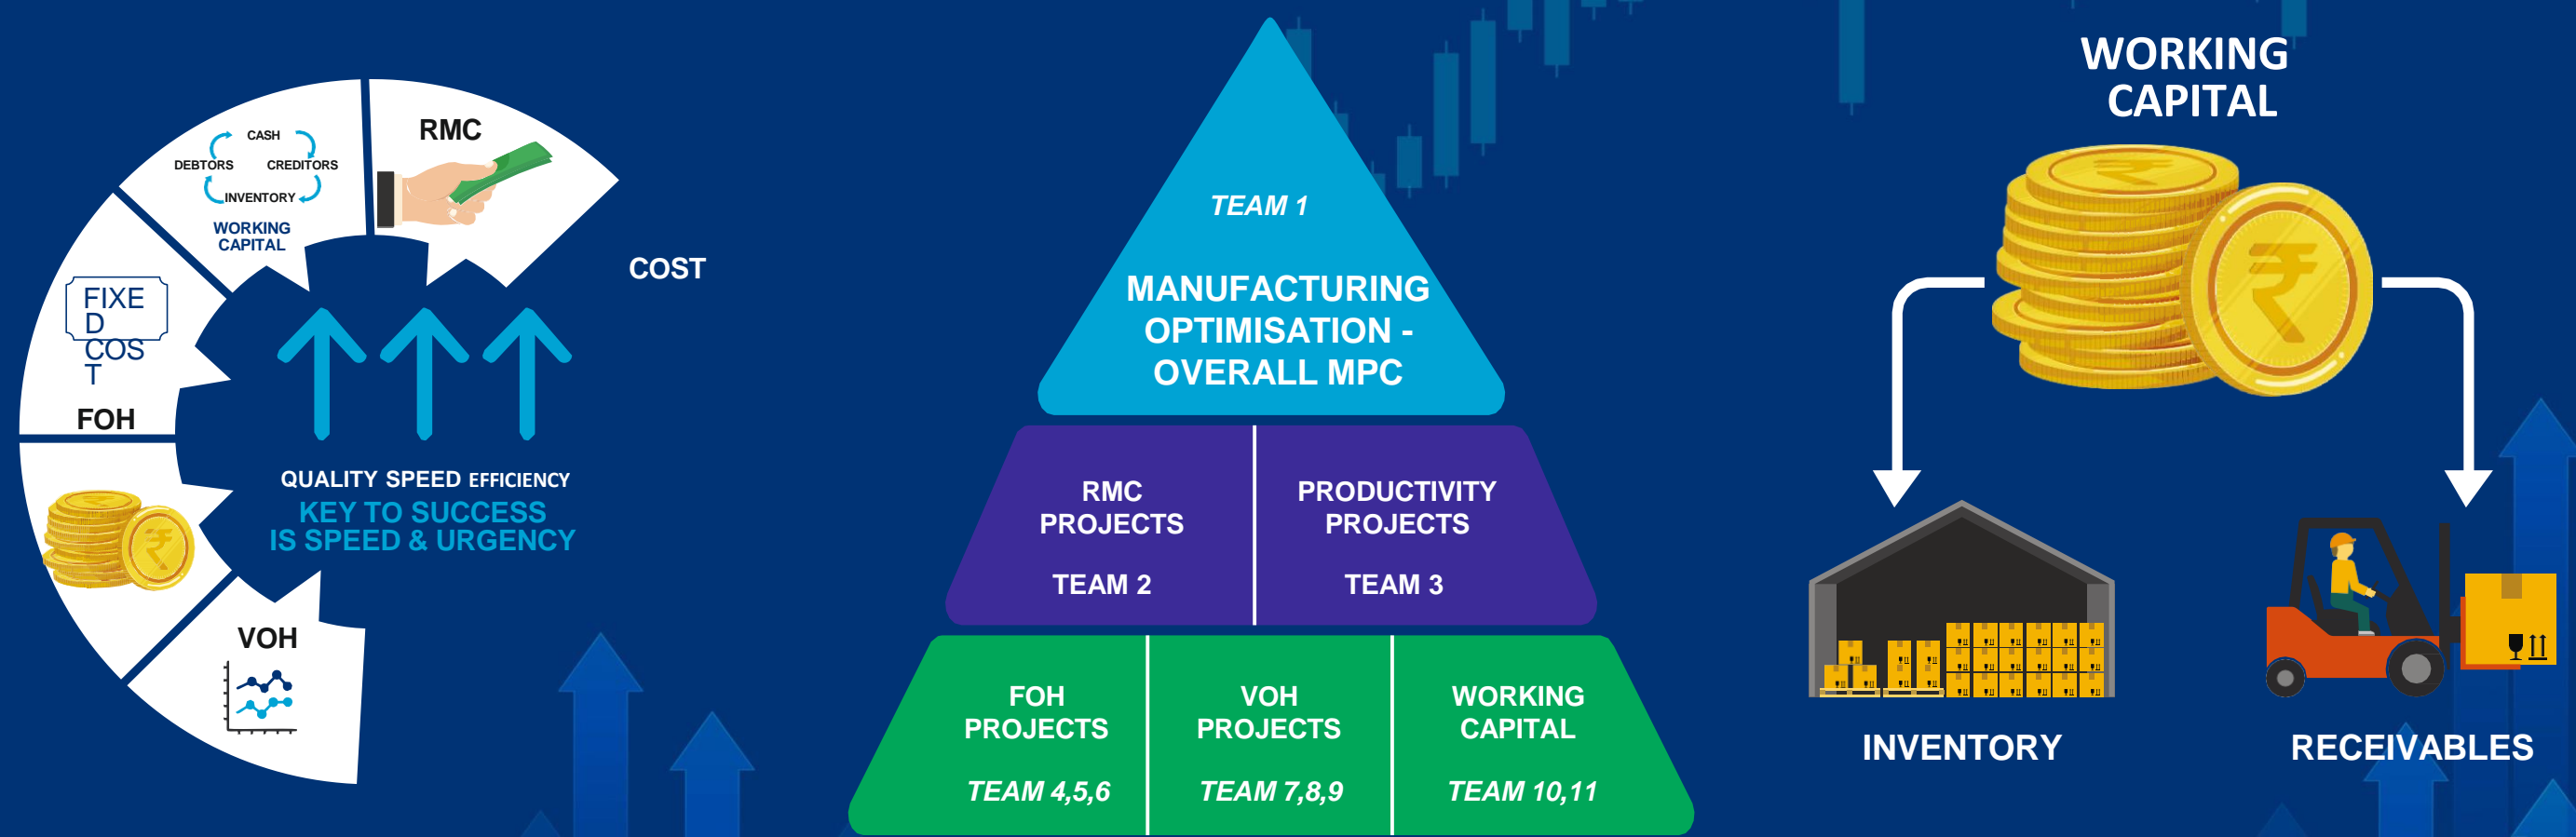 RMC
CASH
DEBTORS
CREDITORS
INVENTORY
WORKING
CAPITAL
FIXE
D
COS
T
FOH
VOH
COST
QUALITY SPEED EFFICIENCY
KEY TO SUCCESS
IS SPEED & URGENCY
TEAM 1
MANUFACTURING
OPTIMISATION -
OVERALL MPC
RMC
PROJECTS
TEAM 2
PRODUCTIVITY
PROJECTS
TEAM 3
FOH
PROJECTS
TEAM 4,5,6
VOH
PROJECTS
TEAM 7,8,9
WORKING
CAPITAL
TEAM 10,11
WORKING
CAPITAL
₹
INVENTORY
RECEIVABLES